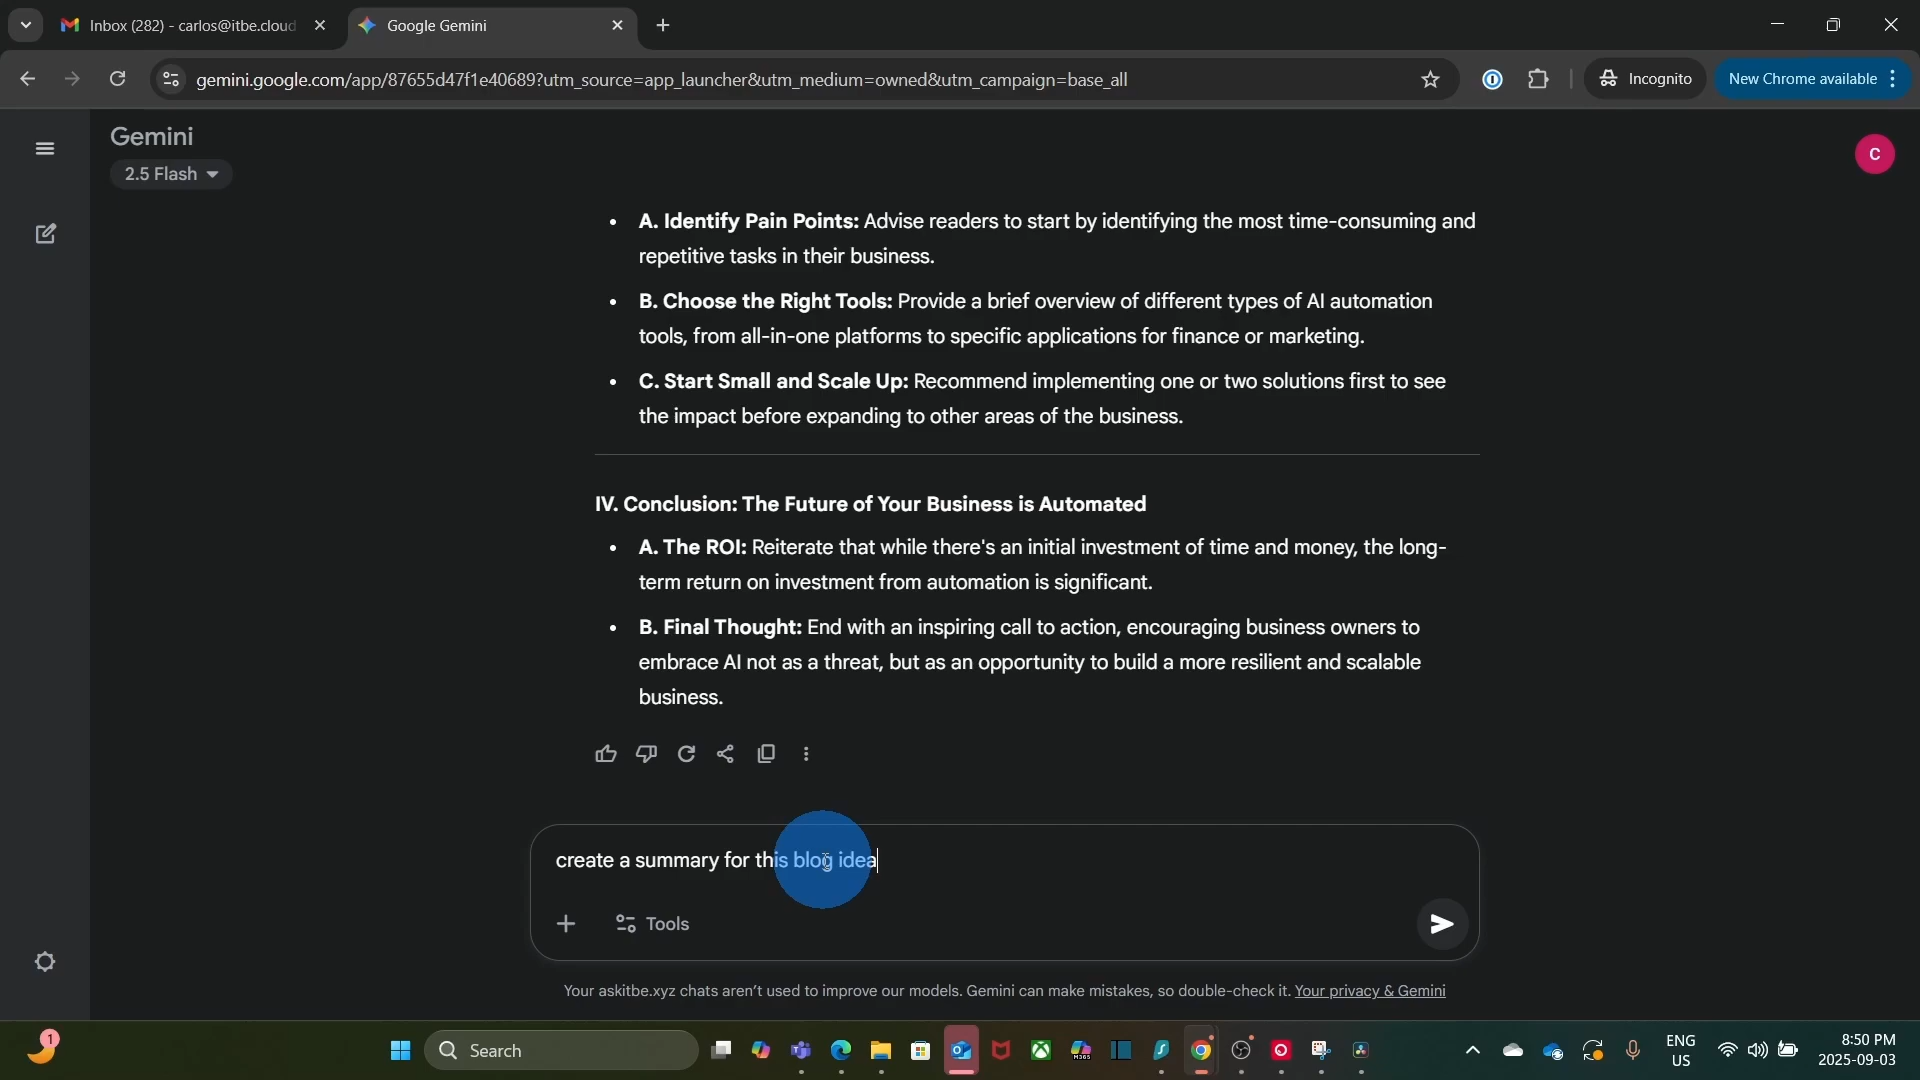 Inbox (282) - carlos@itbe.cloud
Google Gemini
gemini.google.com/app/87655d47f1e40689?utm_source=app_launcher&utm_medium=owned&utm_campaign=base_all
Incognito
New Chrome available
Gemini
2.5 Flash
C
• A. Identify Pain Points: Advise readers to start by identifying the most time-consuming and
repetitive tasks in their business.
• B. Choose the Right Tools: Provide a brief overview of different types of AI automation
tools, from all-in-one platforms to specific applications for finance or marketing.
• C. Start Small and Scale Up: Recommend implementing one or two solutions first to see
the impact before expanding to other areas of the business.
IV. Conclusion: The Future of Your Business is Automated
• A. The ROI: Reiterate that while there's an initial investment of time and money, the long-
term return on investment from automation is significant.
• B. Final Thought: End with an inspiring call to action, encouraging business owners to
embrace AI not as a threat, but as an opportunity to build a more resilient and scalable
business.
create a summary for this blog idea
Tools
Your askitbe.xyz chats aren't used to improve our models. Gemini can make mistakes, so double-check it. Your privacy & Gemini
1
Search
M365
ENG
US
8:50 PM
2025-09-03